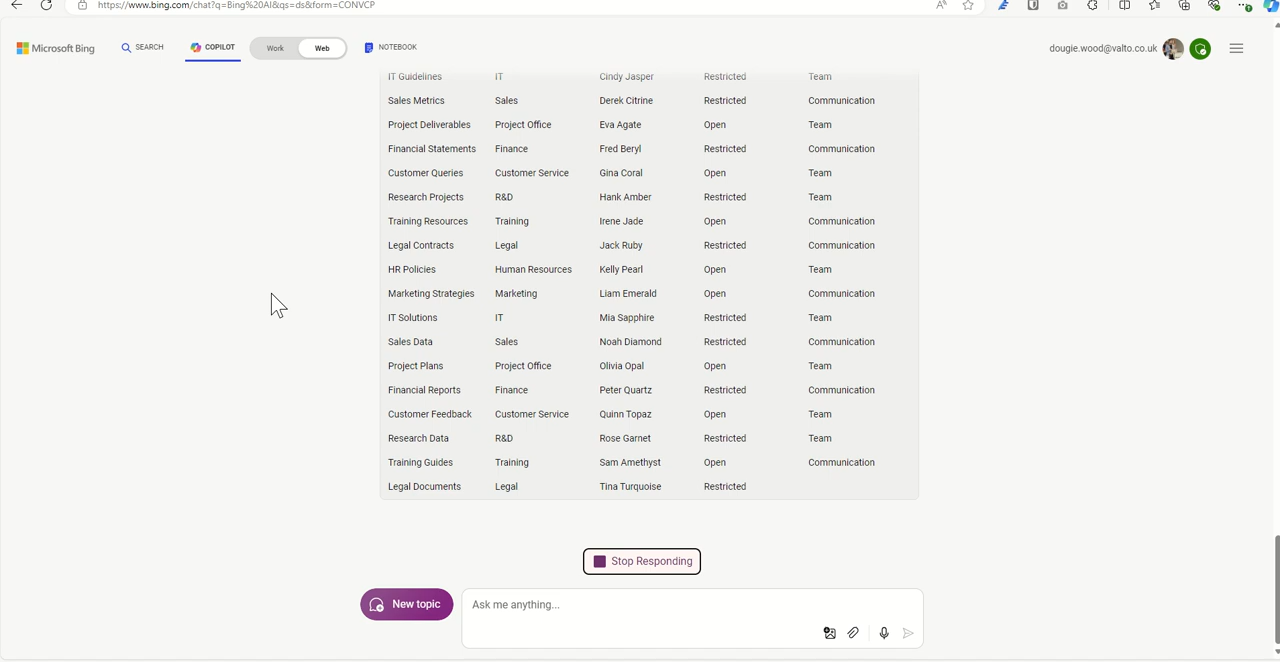 https://www.bing.com/chat?q=Bing%20AI&qs=ds&form=CONVCP
Microsoft Bing SEARCH COPILOT Work Web NOTEBOOK dougie.wood@valto.co.uk
IT Guidelines IT Cindy Jasper Restricted Team
Sales Metrics Sales Derek Citrine Restricted Communication
Project Deliverables Project Office Eva Agate Open Team
Financial Statements Finance Fred Beryl Restricted Communication
Customer Queries Customer Service Gina Coral Open Team
Research Projects R&D Hank Amber Restricted Team
Training Resources Training Irene Jade Open Communication
Legal Contracts Legal Jack Ruby Restricted Communication
HR Policies Human Resources Kelly Pearl Open Team
Marketing Strategies Marketing Liam Emerald Open Communication
IT Solutions IT Mia Sapphire Restricted Team
Sales Data Sales Noah Diamond Restricted Communication
Project Plans Project Office Olivia Opal Open Team
Financial Reports Finance Peter Quartz Restricted Communication
Customer Feedback Customer Service Quinn Topaz Open Team
Research Data R&D Rose Garnet Restricted Team
Training Guides Training Sam Amethyst Open Communication
Legal Documents Legal Tina Turquoise Restricted
Stop Responding
New topic Ask me anything...